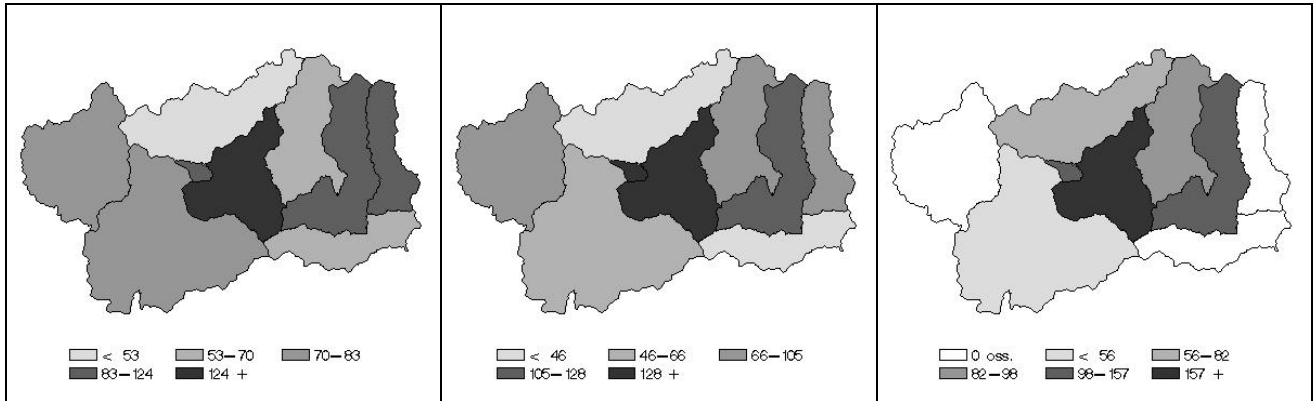 < 53 53-70 70-83
83-124 124 +
< 46 46-66 66-105
105-128 128 +
0 oss. < 56 56-82
82-98 98-157 157 +